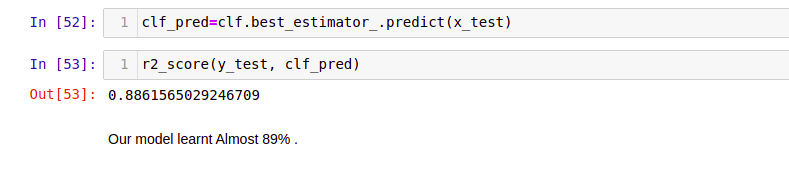 In [52]: 1 clf_pred=clf.best_estimator_.predict(x_test)
In [53]: 1 r2_score(y_test, clf_pred)
Out[53]: 0.8861565029246709
Our model learnt Almost 89% .